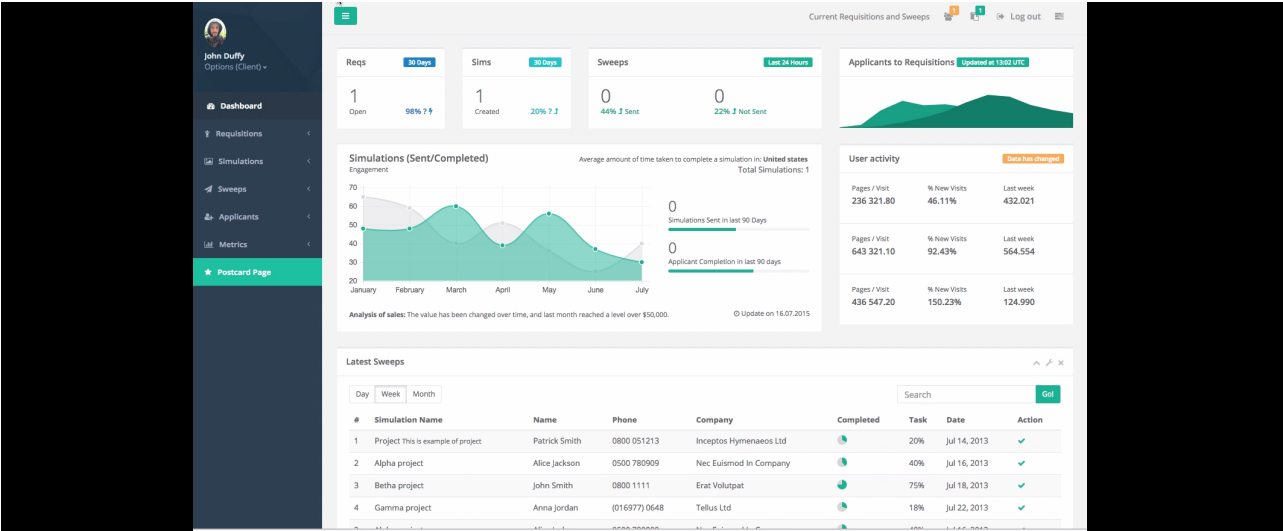 Current Requisitions and Sweeps
1
1
Log out
John Duffy
Options (Client)
Dashboard
Requisitions
Simulations
Sweeps
Applicants
Metrics
Postcard Page
Reqs
30 Days
1
Open
98% ?
Sims
30 Days
1
Created
20% ?
Sweeps
Last 24 Hours
0
44% Sent
0
22% Not Sent
Applicants to Requisitions
Updated at 13:02 UTC
Simulations (Sent/Completed)
Engagement
Average amount of time taken to complete a simulation in: United states
Total Simulations: 1
70
60
50
40
30
20
January February March April May June July
0
Simulations Sent in last 90 Days
0
Applicant Completion in last 90 days
Analysis of sales: The value has been changed over time, and last month reached a level over $50,000.
Update on 16.07.2015
User activity
Data has changed
Pages / Visit % New Visits Last week
236 321.80 46.11% 432.021
Pages / Visit % New Visits Last week
643 321.10 92.43% 564.554
Pages / Visit % New Visits Last week
436 547.20 150.23% 124.990
Latest Sweeps
Day Week Month
Search Go!
# Simulation Name Name Phone Company Completed Task Date Action
1 Project This is example of project Patrick Smith 0800 051213 Inceptos Hymenaeos Ltd 20% Jul 14, 2013
2 Alpha project Alice Jackson 0500 780909 Nec Euismod In Company 40% Jul 16, 2013
3 Betha project John Smith 0800 1111 Erat Volutpat 75% Jul 18, 2013
4 Gamma project Anna Jordan (016977) 0648 Tellus Ltd 18% Jul 22, 2013